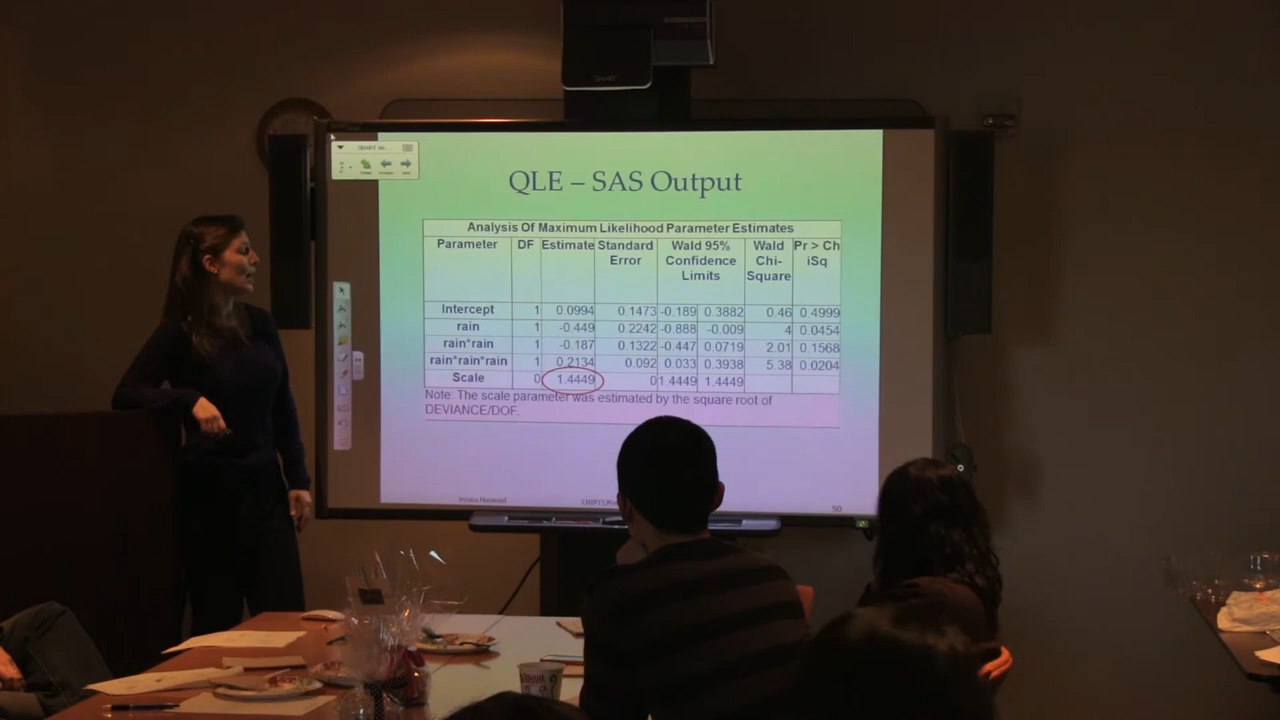 SMART
QLE – SAS Output
Analysis Of Maximum Likelihood Parameter Estimates
Parameter DF Estimate Standard Error Wald 95% Confidence Limits Wald Chi-Square Pr > ChiSq
Intercept 1 0.0994 0.1473 -0.189 0.3882 0.46 0.4999
rain 1 -0.449 0.2242 -0.888 -0.009 4 0.0454
rain*rain 1 -0.187 0.1322 -0.447 0.0719 2.01 0.1568
rain*rain*rain 1 0.2134 0.092 0.033 0.3938 5.38 0.0204
Scale 0 1.4449 0 1.4449 1.4449
Note: The scale parameter was estimated by the square root of
DEVIANCE/DOF.
50